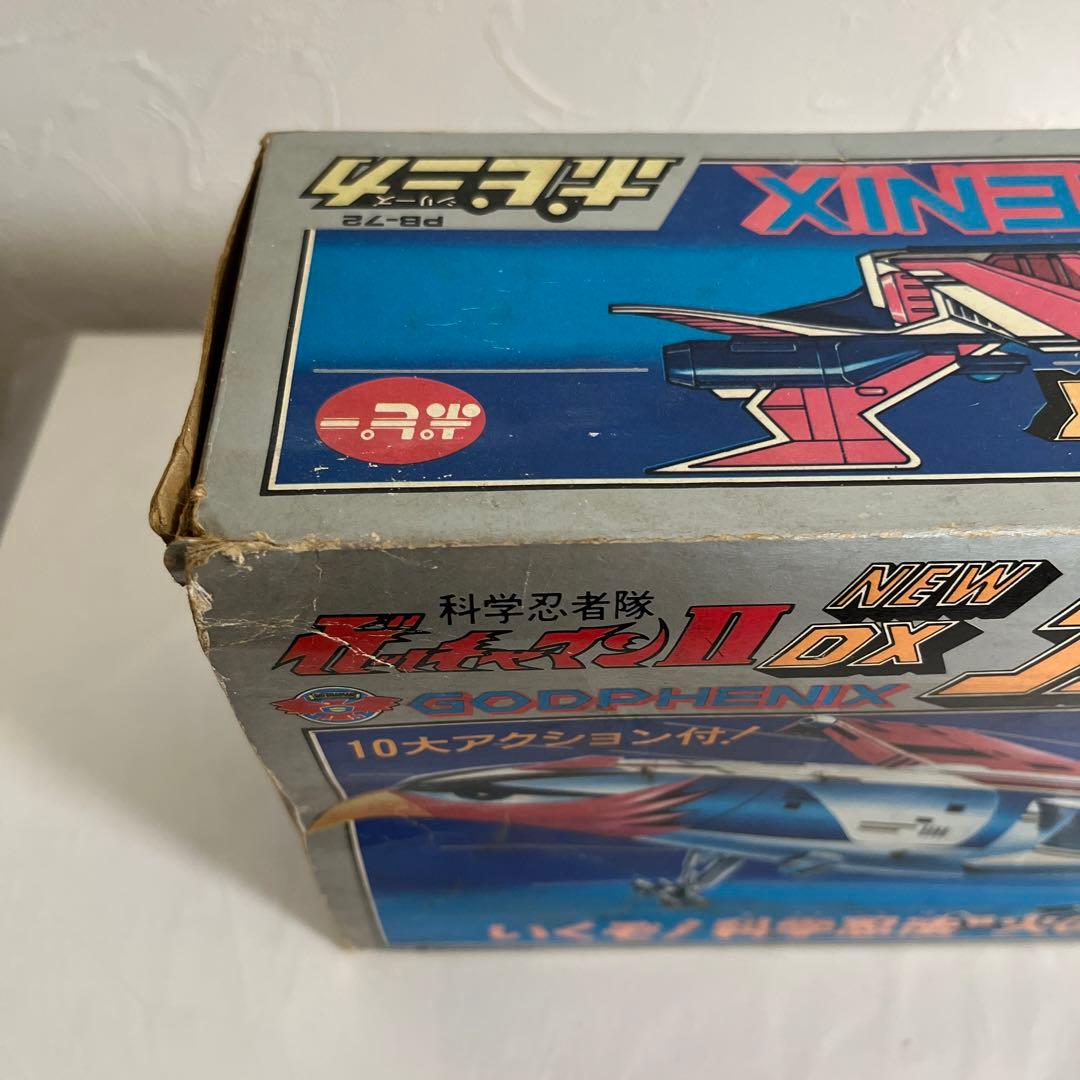 ポピニカ
シリーズ
PB-72
ENIX
ポピー
科学忍者隊
ガッチャマンII
NEW
DX
GODPHENIX
10大アクション付!